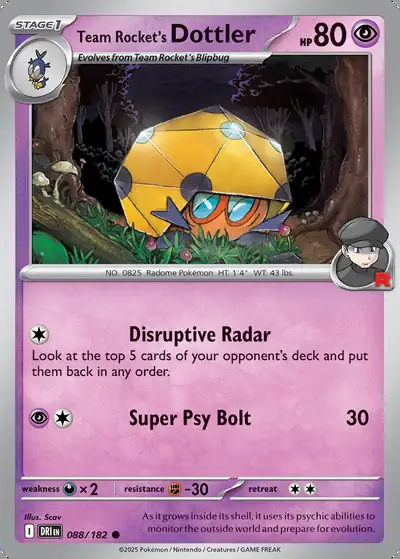 STAGE 1
Team Rocket's Dottler
HP 80
Evolves from Team Rocket's Blipbug
R
NO. 0825 Radome Pokémon HT: 1'4" WT: 43 lbs.
Disruptive Radar
Look at the top 5 cards of your opponent's deck and put
them back in any order.
Super Psy Bolt 30
weakness ×2 resistance -30 retreat
Illus. Scav
I DRI EN 088/182
As it grows inside its shell, it uses its psychic abilities to
monitor the outside world and prepare for evolution.
©2025 Pokémon / Nintendo / Creatures / GAME FREAK